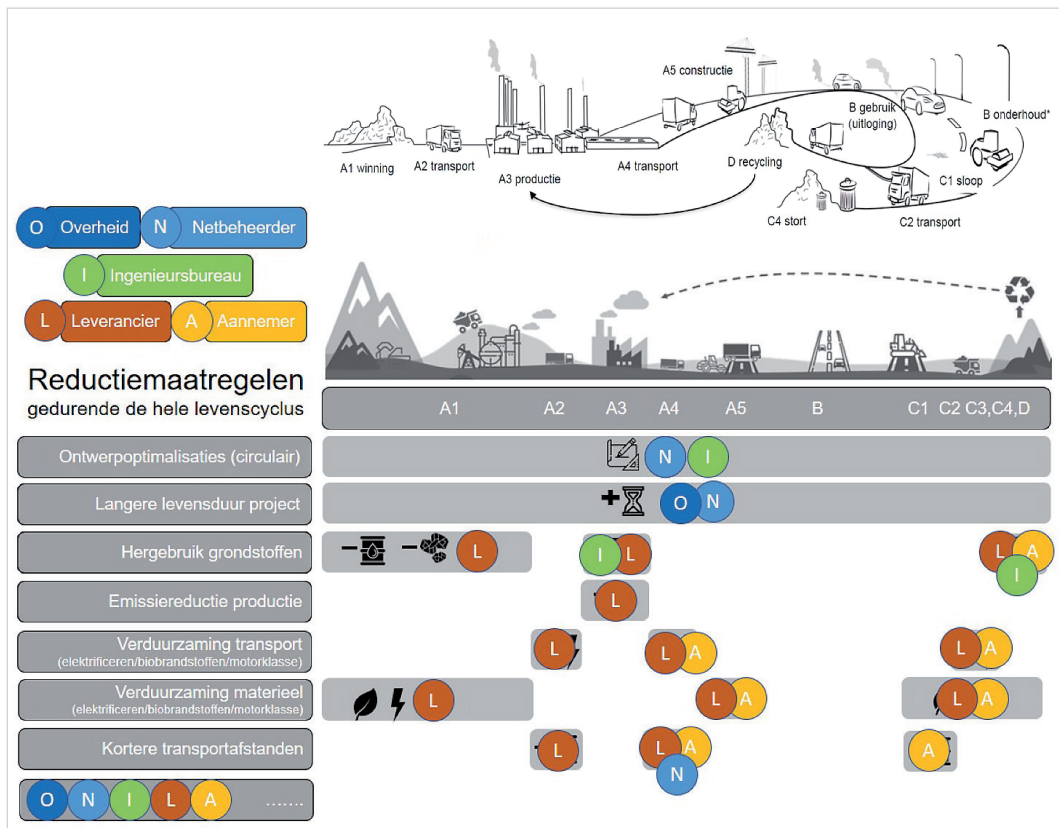 A5 constructie
B gebruik
(uitloging)
B onderhoud*
A1 winning
A2 transport
A3 productie
A4 transport
D recycling
C1 sloop
C4 stort
C2 transport
O Overheid N Netbeheerder
I Ingenieursbureau
L Leverancier A Aannemer
Reductiemaatregelen
gedurende de hele levenscyclus
A1 A2 A3 A4 A5 B C1 C2 C3,C4,D
Ontwerpoptimalisaties (circulair) N I
Langere levensduur project + O N
Hergebruik grondstoffen L I L L A
I
Emissiereductie productie L
Verduurzaming transport
(elektrificeren/biobrandstoffen/motorklasse) L L A L A
Verduurzaming materieel
(elektrificeren/biobrandstoffen/motorklasse) L L A L A
Kortere transportafstanden L L A A
N
O N I L A .......